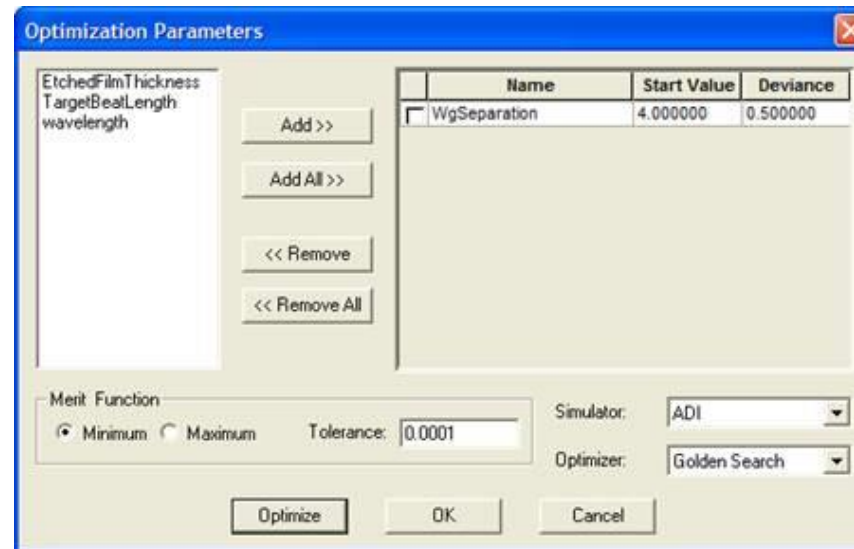 Optimization Parameters
EtchedFilmThickness
TargetBeatLength
wavelength
Add >>
Add All >>
<< Remove
<< Remove All
Name Start Value Deviance
WgSeparation 4.000000 0.500000
Merit Function
Minimum Maximum Tolerance: 0.0001
Simulator: ADI
Optimizer: Golden Search
Optimize OK Cancel